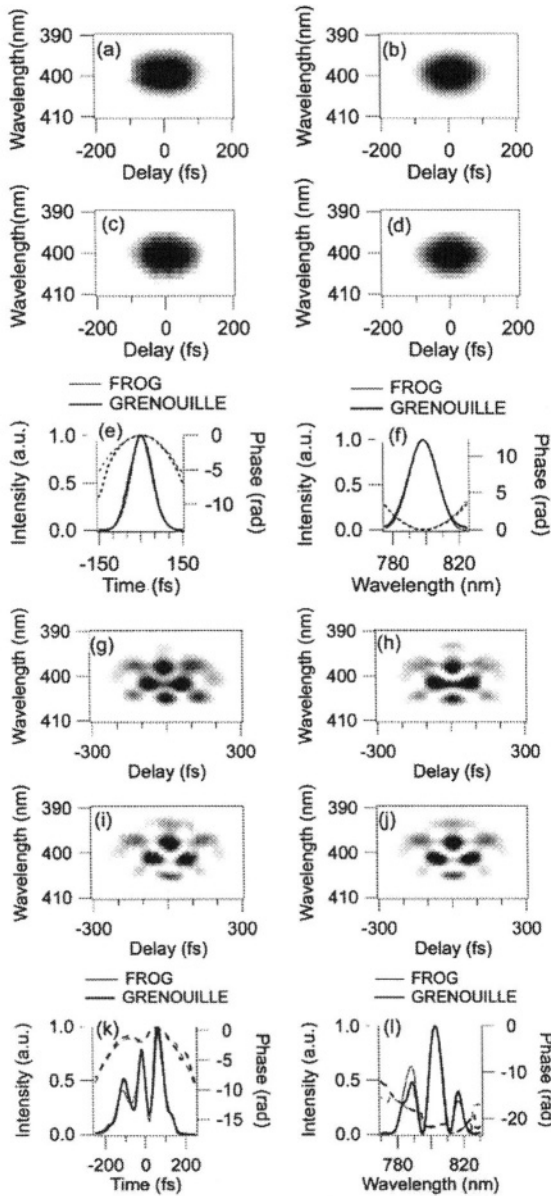 390
400
410
Wavelength(nm)
(a)
-200 0 200
Delay (fs)
390
400
410
Wavelength(nm)
(b)
-200 0 200
Delay (fs)
390
400
410
Wavelength(nm)
(c)
-200 0 200
Delay (fs)
390
400
410
Wavelength (nm)
(d)
-200 0 200
Delay (fs)
FROG
GRENOUILLE
(e)
1.0
0.5
0.0
Intensity (a.u.)
0
-5
-10
Phase (rad)
-150 150
Time (fs)
FROG
GRENOUILLE
(f)
1.0
0.5
0.0
Intensity (a.u.)
10
5
0
Phase (rad)
780 820
Wavelength (nm)
390
400
410
Wavelength (nm)
(g)
-300 300
Delay (fs)
390
400
410
Wavelength (nm)
(h)
-300 300
Delay (fs)
390
400
410
Wavelength (nm)
(i)
-300 300
Delay (fs)
390
400
410
Wavelength (nm)
(j)
-300 300
Delay (fs)
FROG
GRENOUILLE
(k)
1.0
0.5
0.0
Intensity (a.u.)
0
-5
-10
-15
Phase (rad)
-200 0 200
Time (fs)
FROG
GRENOUILLE
(l)
1.0
0.5
0.0
Intensity (a.u.)
0
-10
-20
Phase (rad)
780 820
Wavelength (nm)